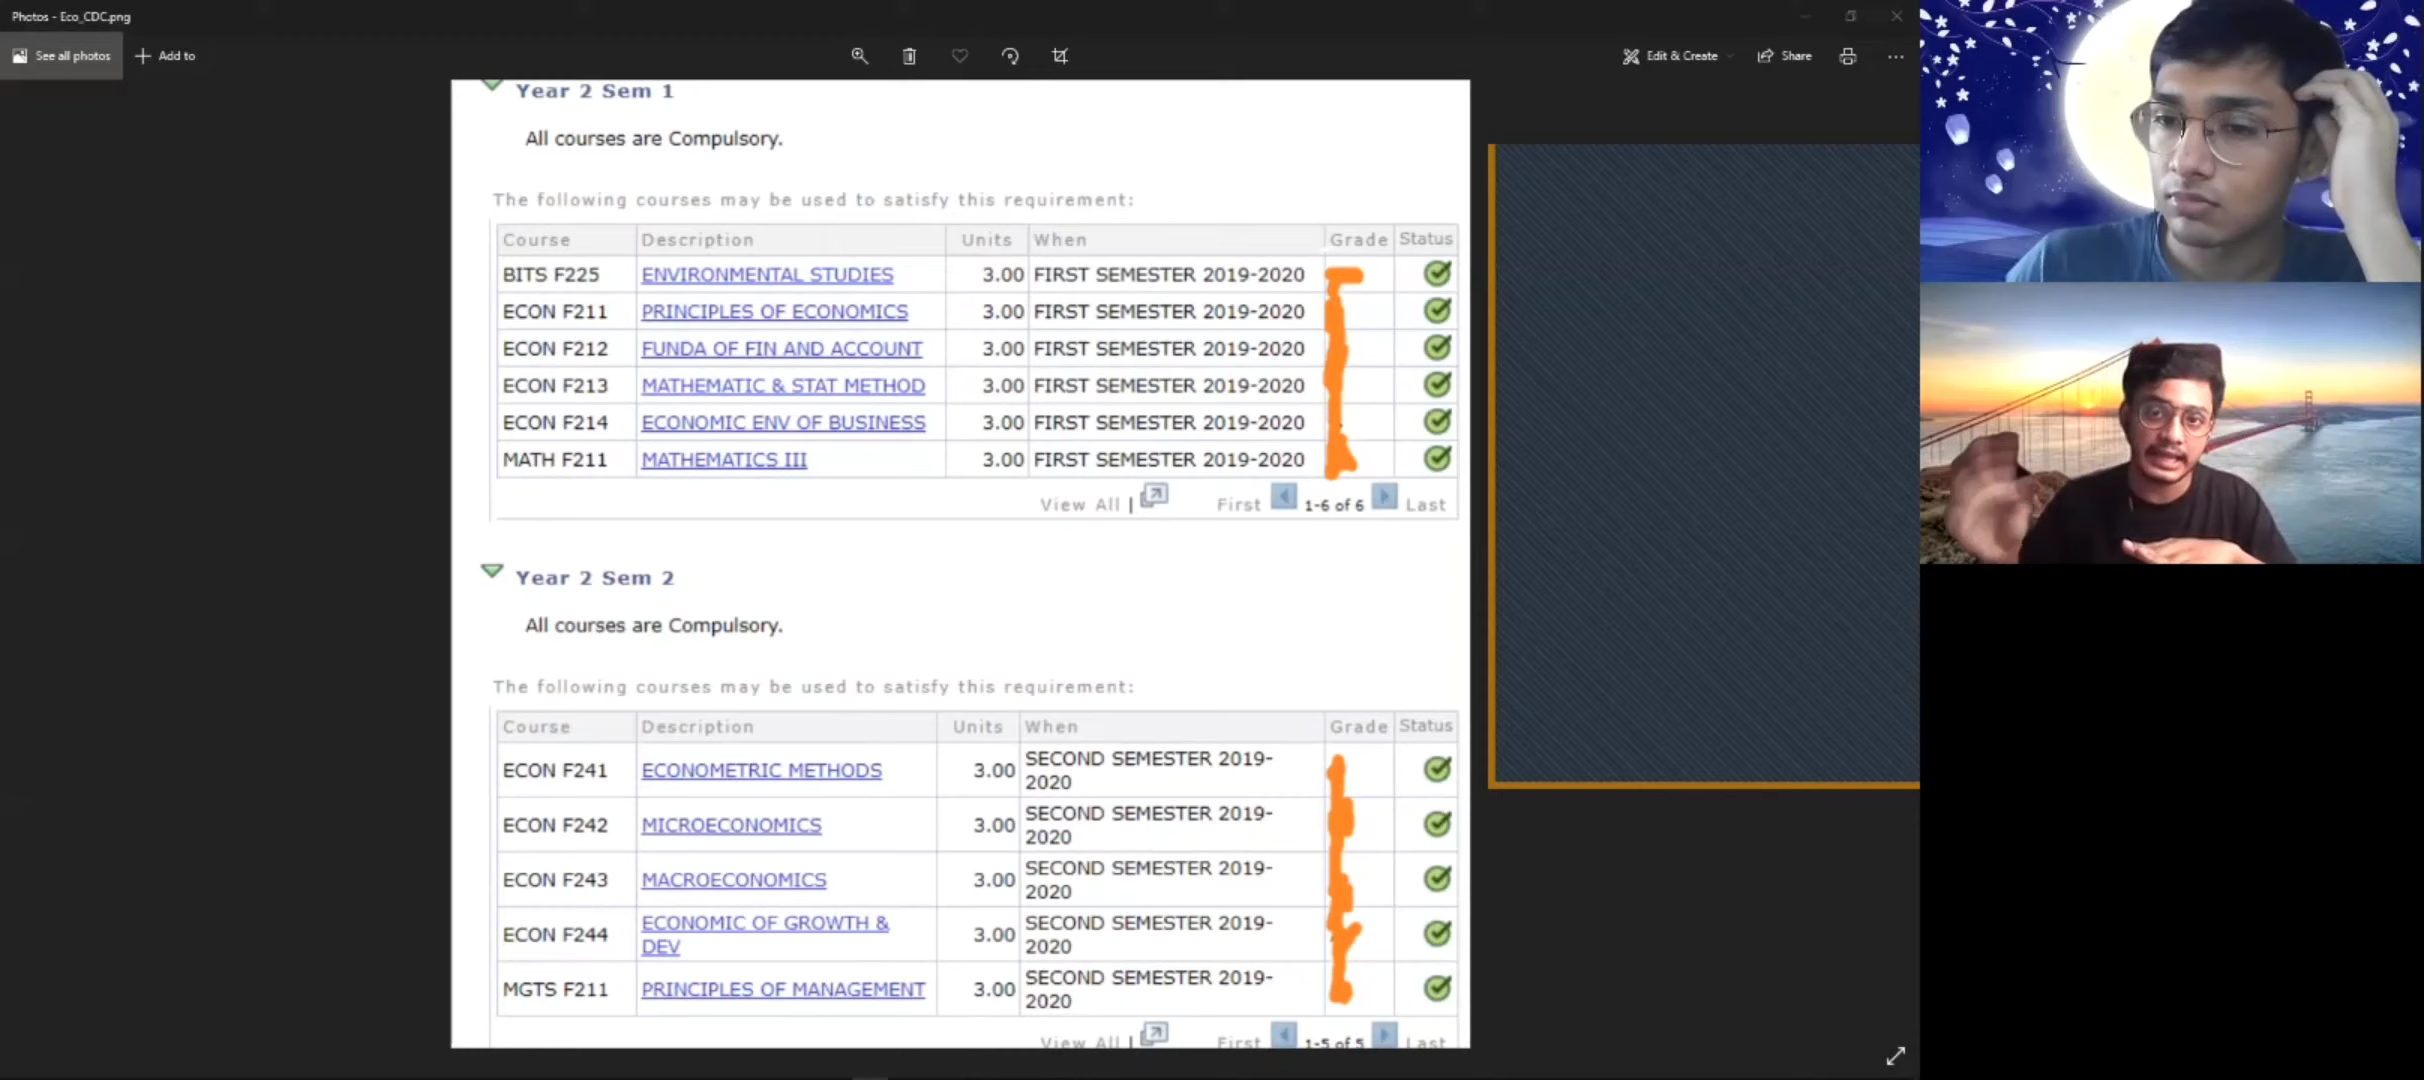 Photos - Eco_CDC.png
See all photos
Add to
Edit & Create
Share
Year 2 Sem 1
All courses are Compulsory.
The following courses may be used to satisfy this requirement:
Course Description Units When Grade Status
BITS F225 ENVIRONMENTAL STUDIES 3.00 FIRST SEMESTER 2019-2020
ECON F211 PRINCIPLES OF ECONOMICS 3.00 FIRST SEMESTER 2019-2020
ECON F212 FUNDA OF FIN AND ACCOUNT 3.00 FIRST SEMESTER 2019-2020
ECON F213 MATHEMATIC & STAT METHOD 3.00 FIRST SEMESTER 2019-2020
ECON F214 ECONOMIC ENV OF BUSINESS 3.00 FIRST SEMESTER 2019-2020
MATH F211 MATHEMATICS III 3.00 FIRST SEMESTER 2019-2020
View All | First 1-6 of 6 Last
Year 2 Sem 2
All courses are Compulsory.
The following courses may be used to satisfy this requirement:
Course Description Units When Grade Status
ECON F241 ECONOMETRIC METHODS 3.00 SECOND SEMESTER 2019-
2020
ECON F242 MICROECONOMICS 3.00 SECOND SEMESTER 2019-
2020
ECON F243 MACROECONOMICS 3.00 SECOND SEMESTER 2019-
2020
ECON F244 ECONOMIC OF GROWTH & 3.00 SECOND SEMESTER 2019-
DEV 2020
MGTS F211 PRINCIPLES OF MANAGEMENT 3.00 SECOND SEMESTER 2019-
2020
View All | First 1-5 of 5 Last